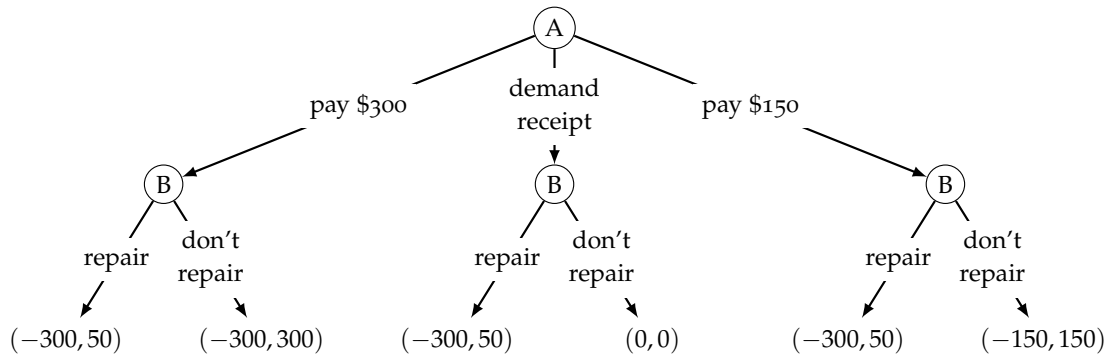 A
pay $300
demand
receipt
pay $150
B
B
B
repair
don't
repair
repair
don't
repair
repair
don't
repair
(−300, 50)
(−300, 300)
(−300, 50)
(0, 0)
(−300, 50)
(−150, 150)